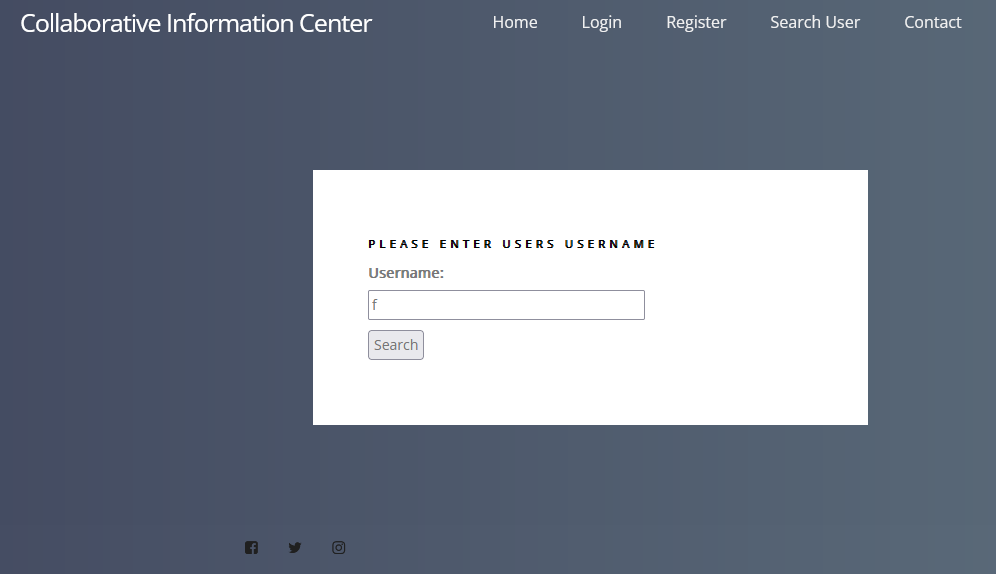 Collaborative Information Center
Home Login Register Search User Contact
PLEASE ENTER USERS USERNAME
Username:
f
Search